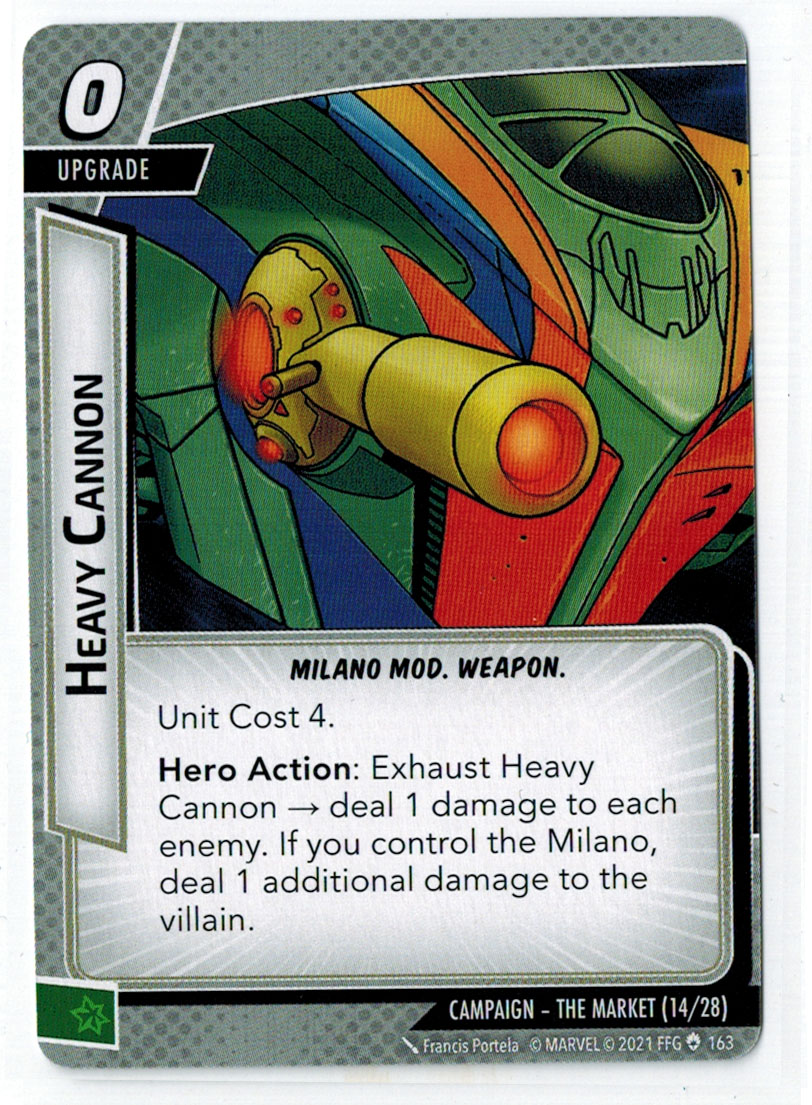 0
UPGRADE
HEAVY CANNON
MILANO MOD. WEAPON.
Unit Cost 4.
Hero Action: Exhaust Heavy
Cannon → deal 1 damage to each
enemy. If you control the Milano,
deal 1 additional damage to the
villain.
CAMPAIGN – THE MARKET (14/28)
Francis Portela © MARVEL © 2021 FFG 163